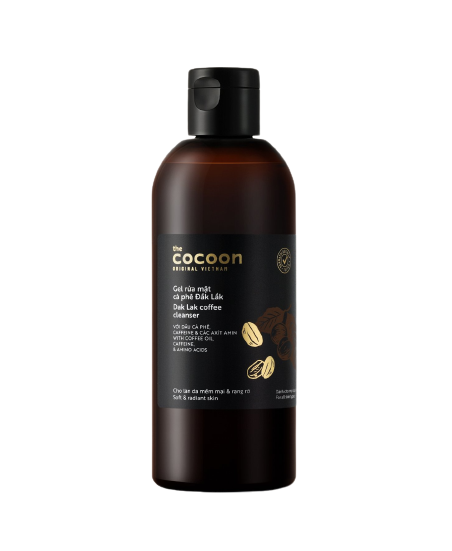 the
cocoon
ORIGINAL VIETNAM
Gel rửa mặt
cà phê Đắk Lắk
Dak Lak coffee
cleanser
VỚI DẦU CÀ PHÊ,
CAFFEINE & CÁC AXÍT AMIN
WITH COFFEE OIL,
CAFFEINE,
& AMINO ACIDS
Cho làn da mềm mại & rạng rỡ
Soft & radiant skin